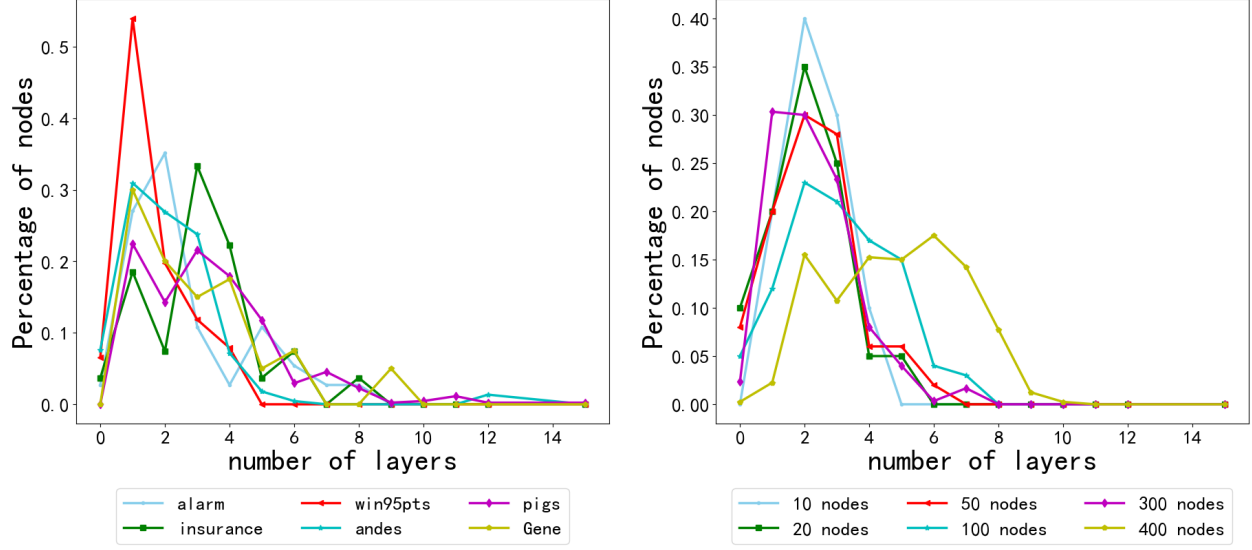 Percentage of nodes
0.5
0.4
0.3
0.2
0.1
0.0
0 2 4 6 8 10 12 14
number of layers
alarm win95pts pigs
insurance andes Gene
Percentage of nodes
0.40
0.35
0.30
0.25
0.20
0.15
0.10
0.05
0.00
0 2 4 6 8 10 12 14
number of layers
10 nodes 50 nodes 300 nodes
20 nodes 100 nodes 400 nodes